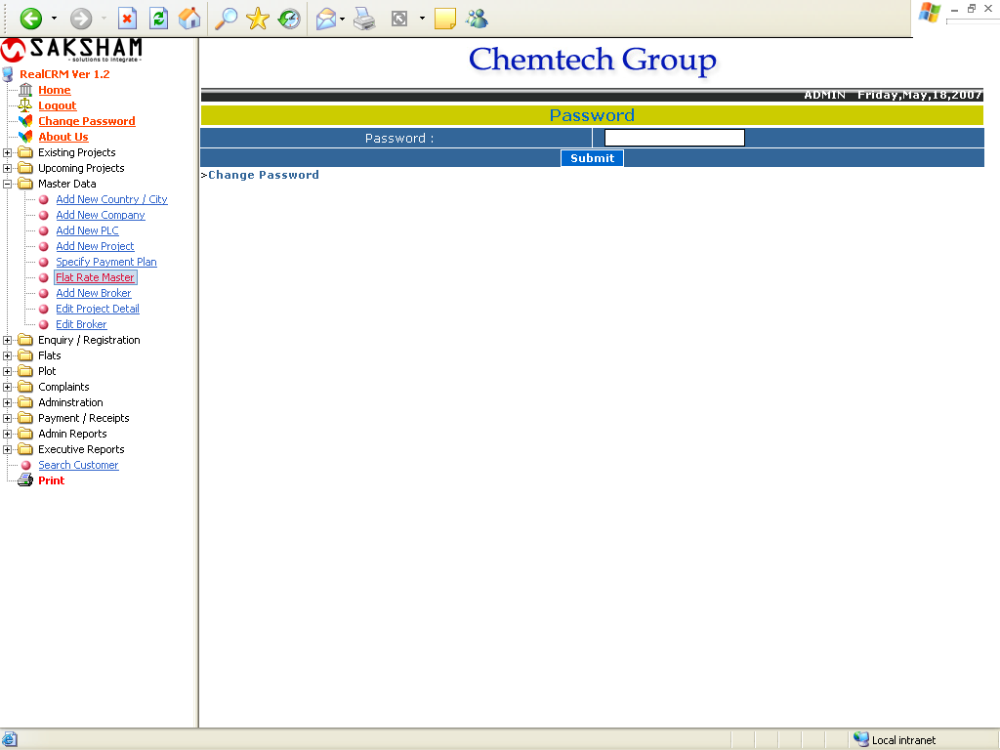 SAKSHAM
- solutions to integrate -
RealCRM Ver 1.2
Home
Logout
Change Password
About Us
Existing Projects
Upcoming Projects
Master Data
Add New Country / City
Add New Company
Add New PLC
Add New Project
Specify Payment Plan
Flat Rate Master
Add New Broker
Edit Project Detail
Edit Broker
Enquiry / Registration
Flats
Plot
Complaints
Adminstration
Payment / Receipts
Admin Reports
Executive Reports
Search Customer
Print
Chemtech Group
ADMIN Friday,May,18,2007
Password
Password :
Submit
>Change Password
Local intranet